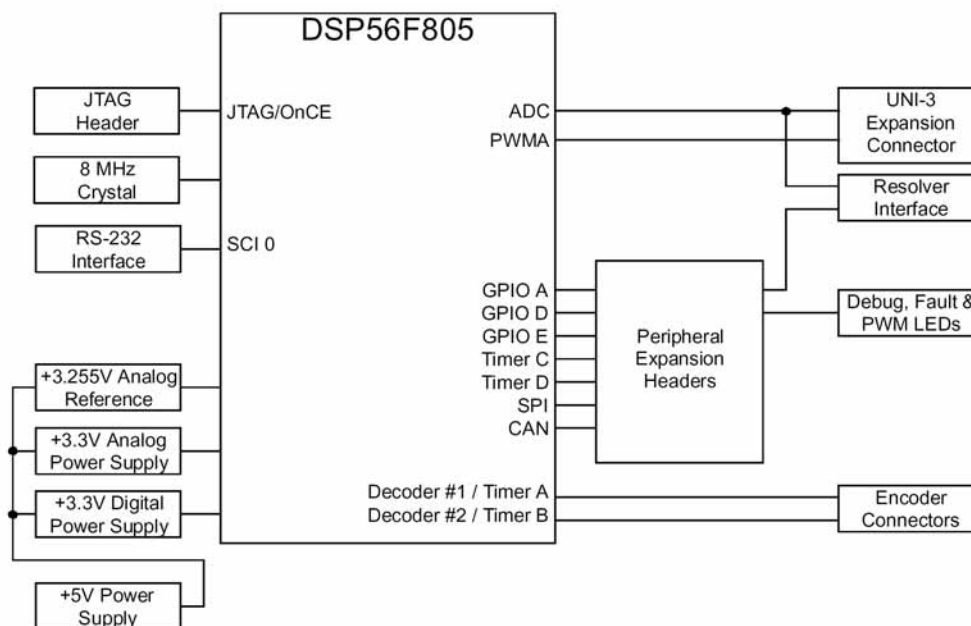 DSP56F805
JTAG
Header
JTAG/OnCE
8 MHz
Crystal
RS-232
Interface
SCI 0
+3.255V Analog
Reference
+3.3V Analog
Power Supply
+3.3V Digital
Power Supply
+5V Power
Supply
ADC
PWMA
GPIO A
GPIO D
GPIO E
Timer C
Timer D
SPI
CAN
Decoder #1 / Timer A
Decoder #2 / Timer B
Peripheral
Expansion
Headers
UNI-3
Expansion
Connector
Resolver
Interface
Debug, Fault &
PWM LEDs
Encoder
Connectors